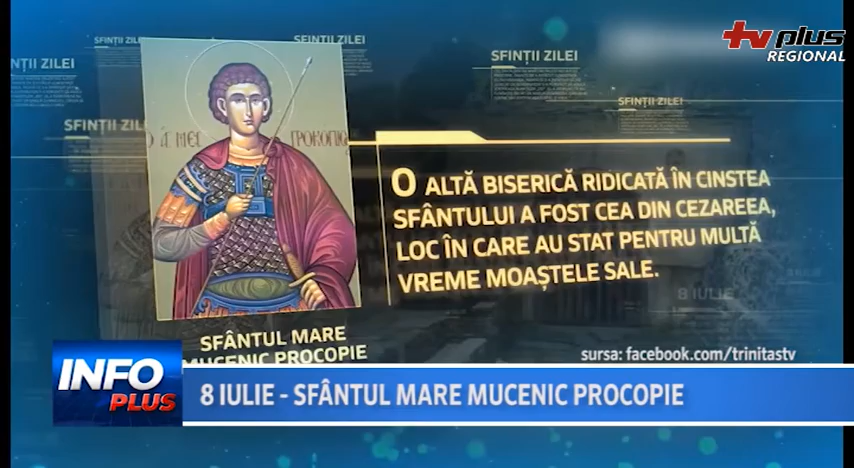 tv plus
REGIONAL
SFINȚII ZILEI
SFINȚII ZILEI
SFINȚII ZILEI
SFINȚII ZILEI
SFINȚII ZILEI
ΠΡΟΚΟΠΙΟ
O ALTĂ BISERICĂ RIDICATĂ ÎN CINSTEA
SFÂNTULUI A FOST CEA DIN CEZAREEA,
LOC ÎN CARE AU STAT PENTRU MULTĂ
VREME MOAȘTELE SALE.
8 IULIE
SFÂNTUL MARE
MUCENIC PROCOPIE
sursa: facebook.com/trinitastv
INFO
PLUS
8 IULIE - SFÂNTUL MARE MUCENIC PROCOPIE